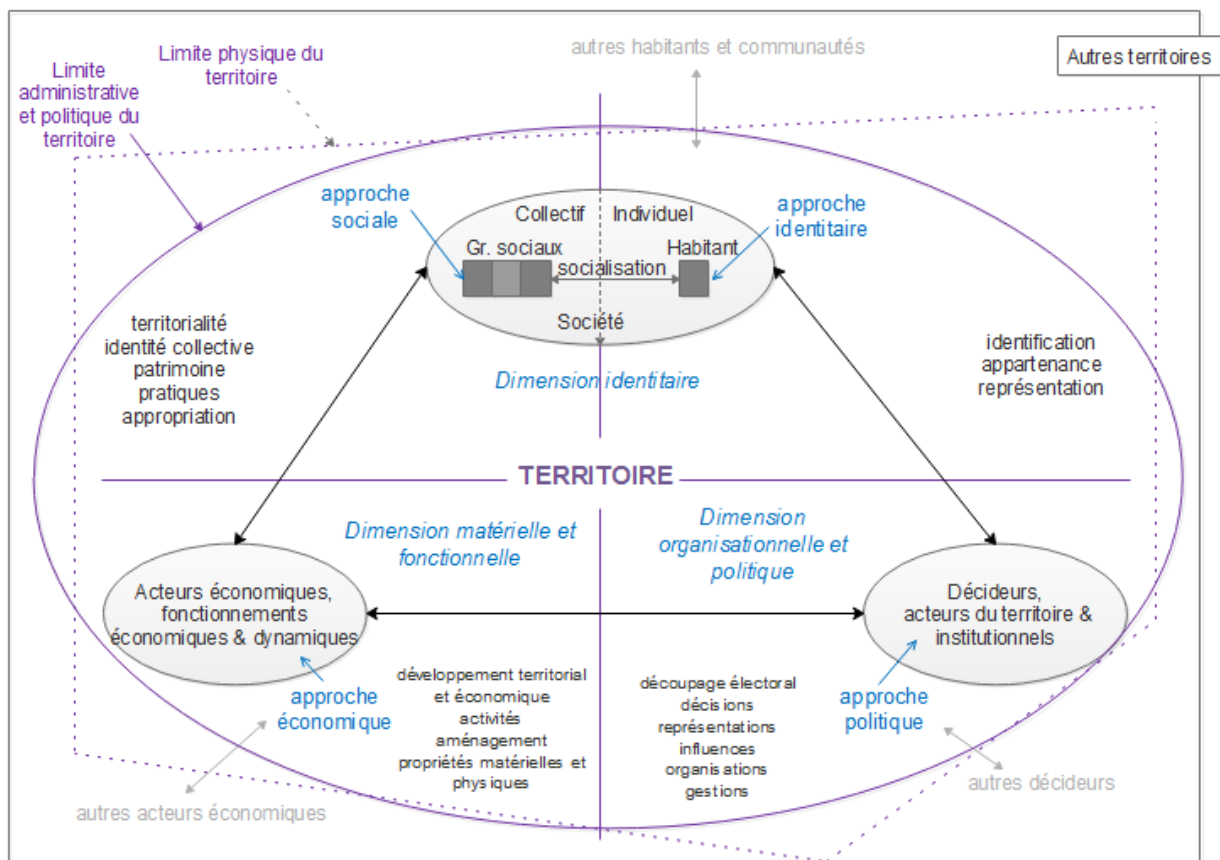 autres habitants et communautés
Autres territoires
Limite physique du
territoire
Limite
administrative
et politique du
territoire
approche
sociale
Collectif
Individuel
approche
identitaire
Gr. sociaux
Habitant
socialisation
Société
territorialité
identité collective
patrimoine
pratiques
appropriation
identification
appartenance
représentation
Dimension identitaire
TERRITOIRE
Dimension matérielle et
fonctionnelle
Dimension
organisationnelle et
politique
Acteurs économiques,
fonctionnements
économiques & dynamiques
Décideurs,
acteurs du territoire &
institutionnels
approche
économique
développement territorial
et économique
activités
aménagement
propriétés matérielles et
physiques
découpage électoral
décisions
représentations
influences
organisations
gestions
approche
politique
autres acteurs économiques
autres décideurs